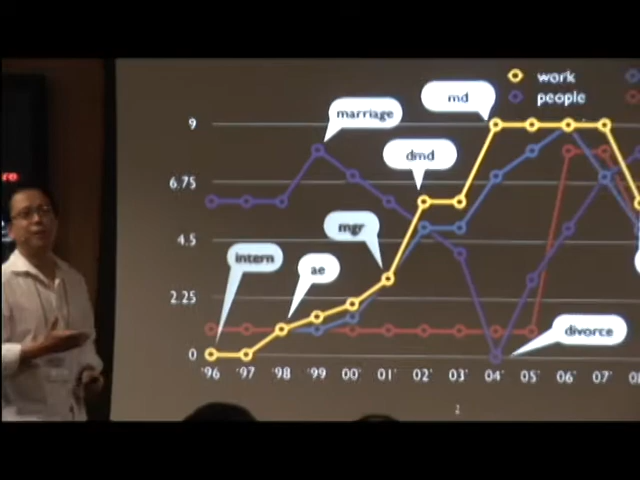 work
people
md
marriage
9
dmd
6.75
mgr
4.5
intern
ae
2.25
divorce
0
'96 '97 '98 '99 00' 01' 02' 03' 04' 05' 06' 07'
2